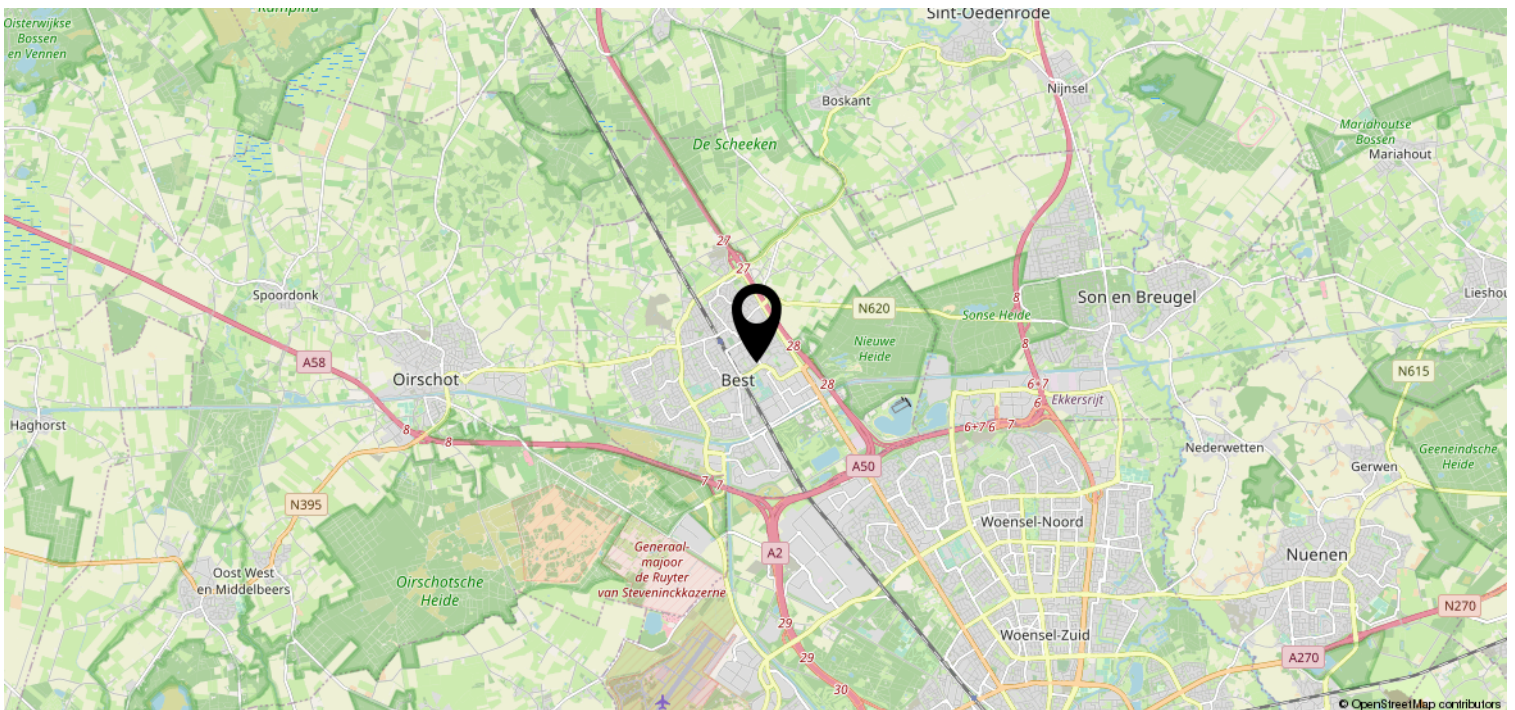 Kampina
Sint-Oedenrode
Oisterwijkse
Bossen
en Vennen
Nijnsel
Boskant
De Scheeken
Mariahoutse
Bossen
Mariahout
27
27
Spoordonk
8
Son en Breugel
Lieshou
N620
Sonse Heide
28
Nieuwe
Heide
8
A58
Oirschot
Best
28
6+7
N615
6
Ekkersrijt
Haghorst
8
8
6+7
6
7
Nederwetten
Geeneindsche
Heide
A50
Gerwen
7
7
N395
Woensel-Noord
Generaal-
majoor
de Ruyter
van Steveninckkazerne
A2
Nuenen
Oost West
en Middelbeers
Oirschotsche
Heide
N270
29
Woensel-Zuid
29
A270
30
© OpenStreetMap contributors